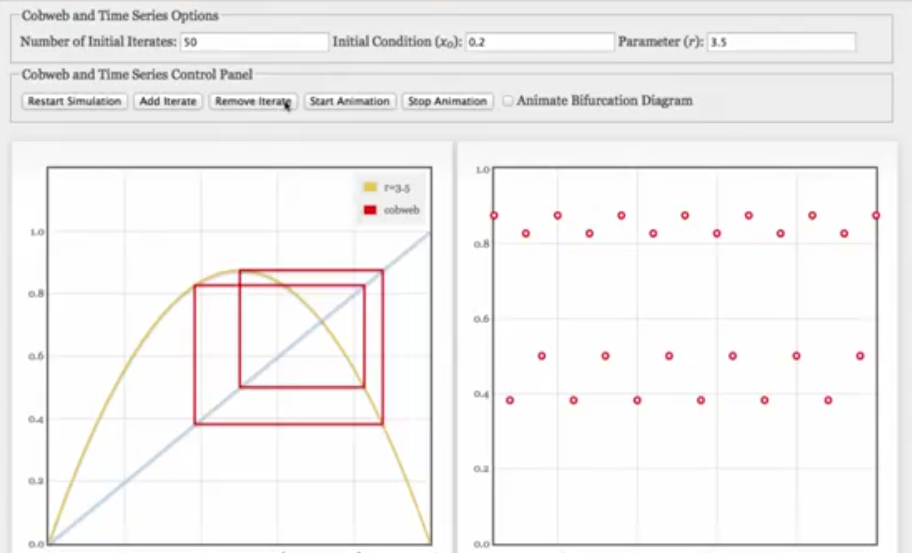 Cobweb and Time Series Options
Number of Initial Iterates: 50 Initial Condition (x₀): 0.2 Parameter (r): 3.5
Cobweb and Time Series Control Panel
Restart Simulation Add Iterate Remove Iterate Start Animation Stop Animation Animate Bifurcation Diagram
r=3.5
cobweb
1.0
0.8
0.6
0.4
0.2
0.0
1.0
0.8
0.6
0.4
0.2
0.0